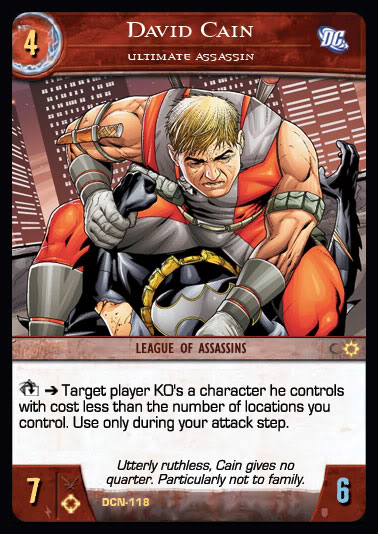 4
David Cain
ULTIMATE ASSASSIN
DC
LEAGUE OF ASSASSINS
C
➔ Target player KO's a character he controls
with cost less than the number of locations you
control. Use only during your attack step.
Utterly ruthless, Cain gives no
quarter. Particularly not to family.
7
DCN-118
6